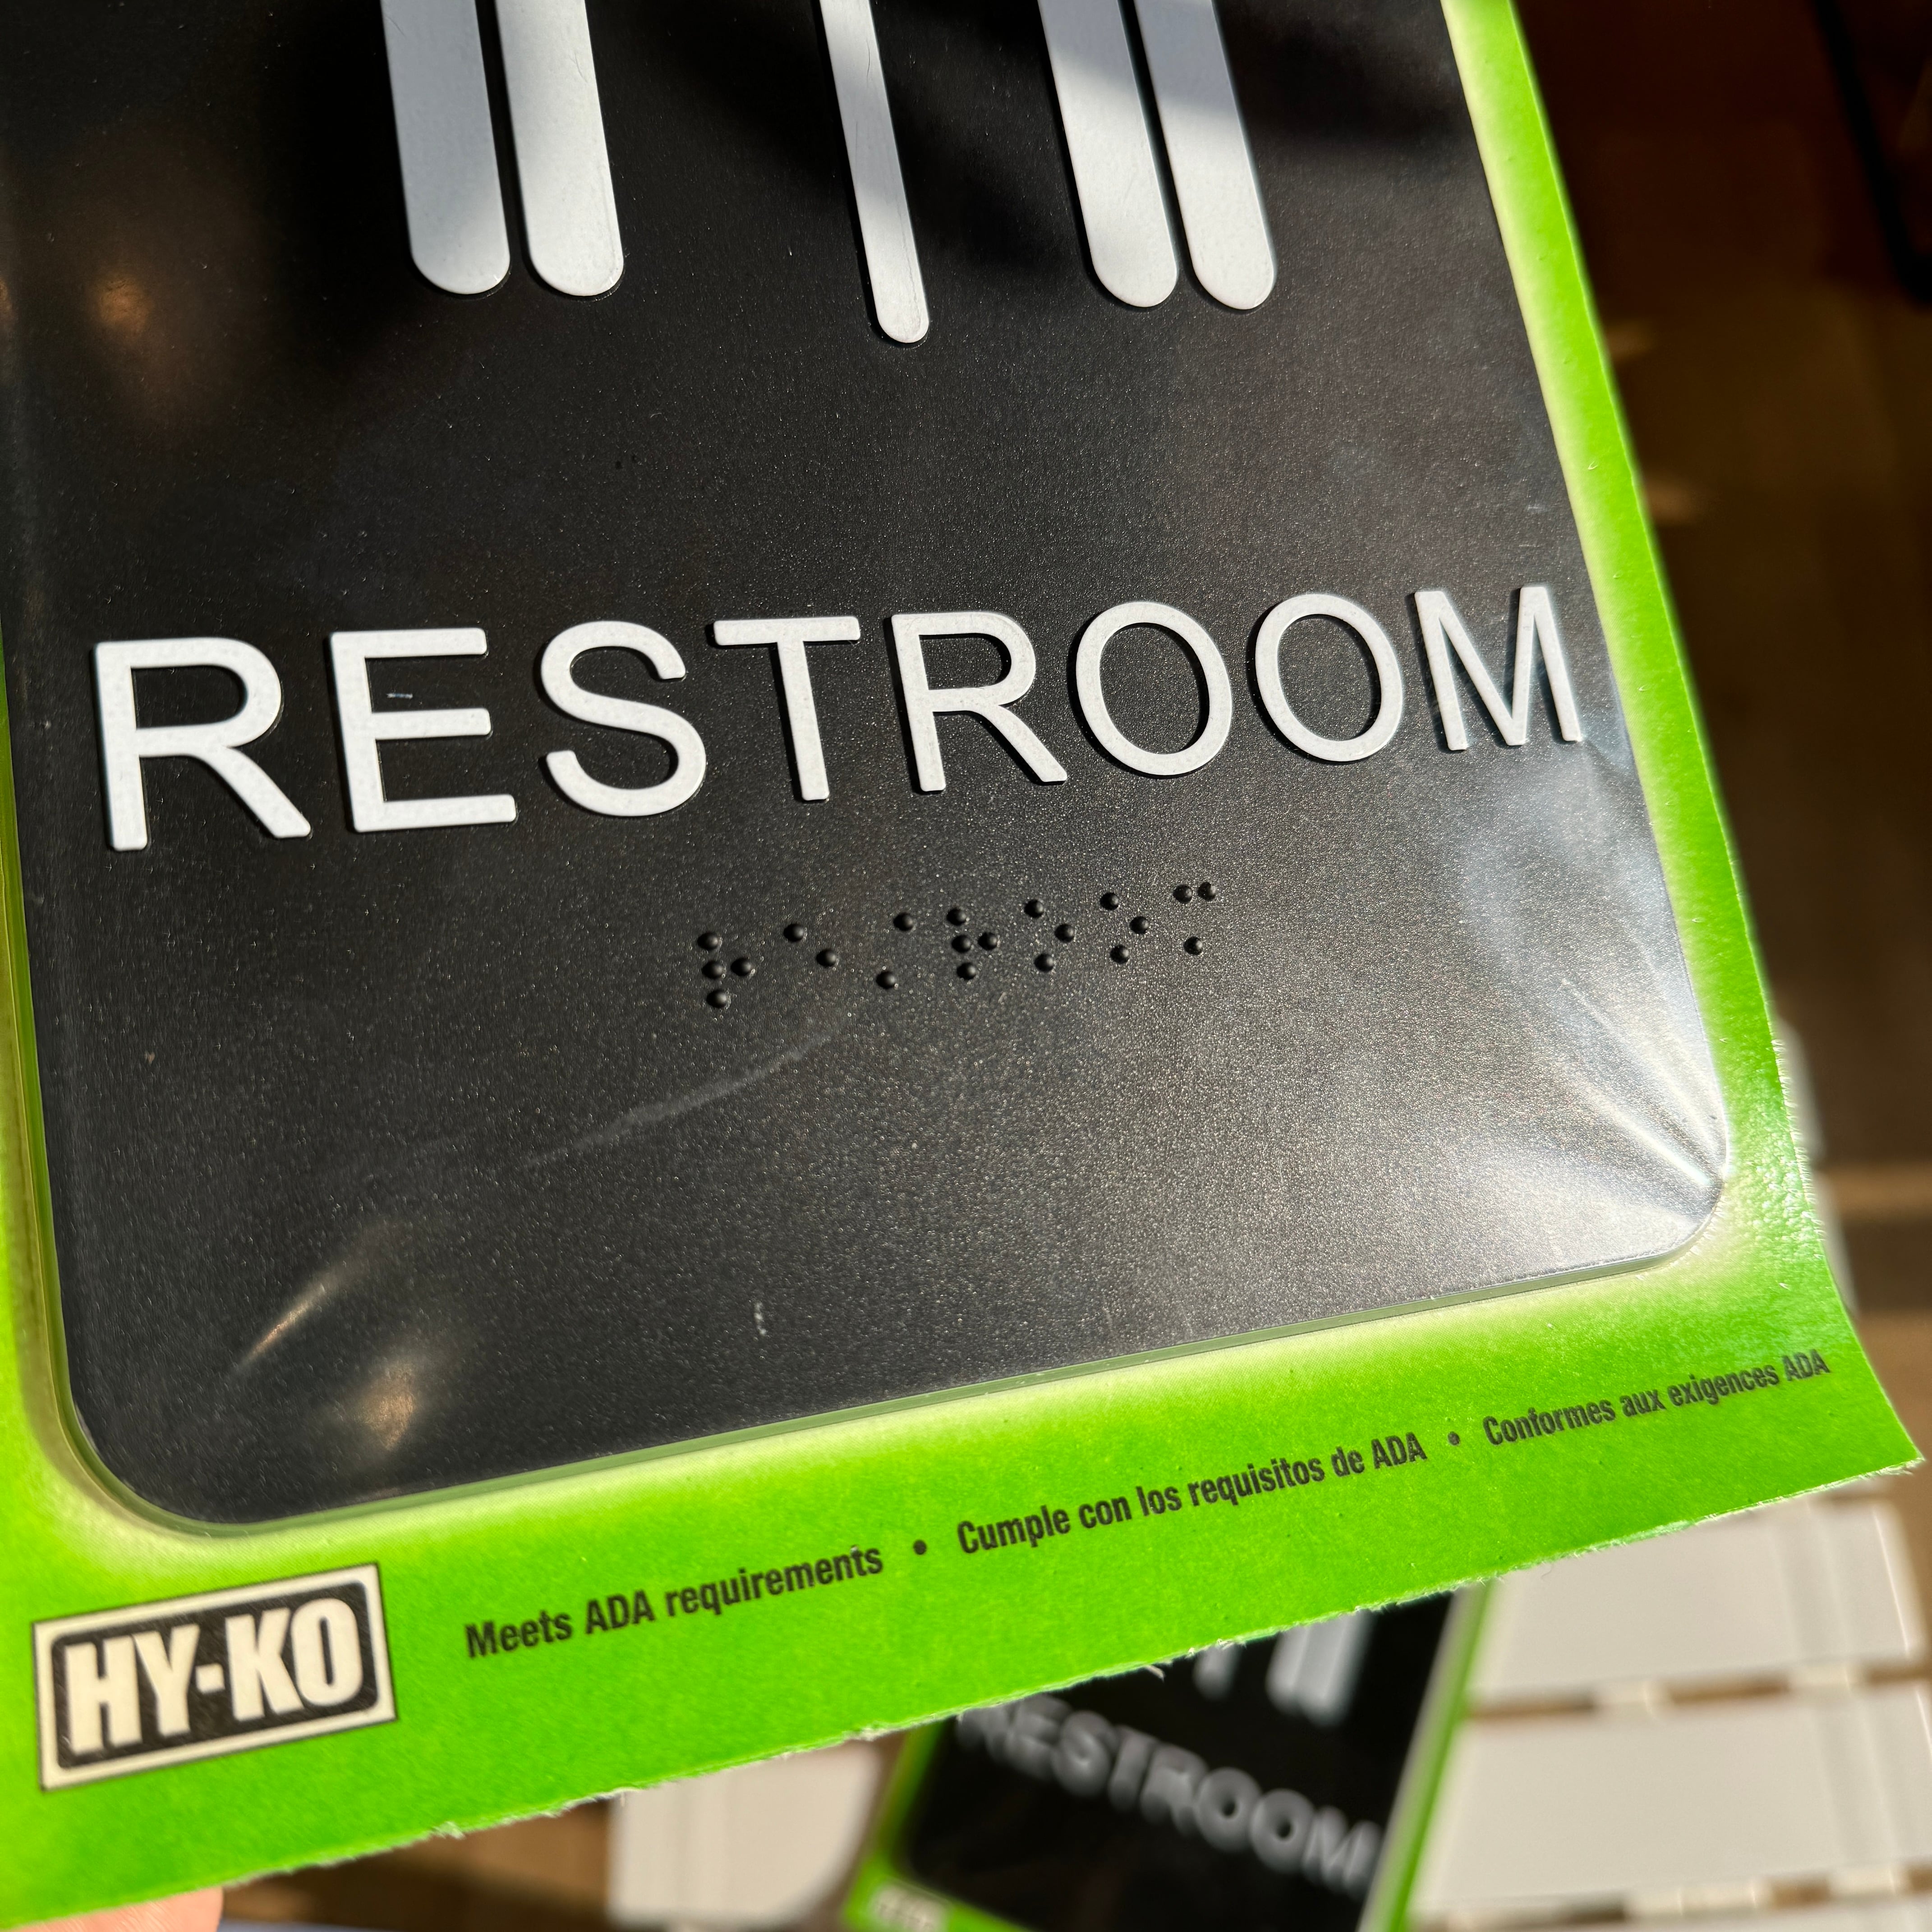 RESTROOM
⠗⠑⠌⠗⠕⠕⠍
HY-KO
Meets ADA requirements • Cumple con los requisitos de ADA • Conformes aux exigences ADA
RESTROOM